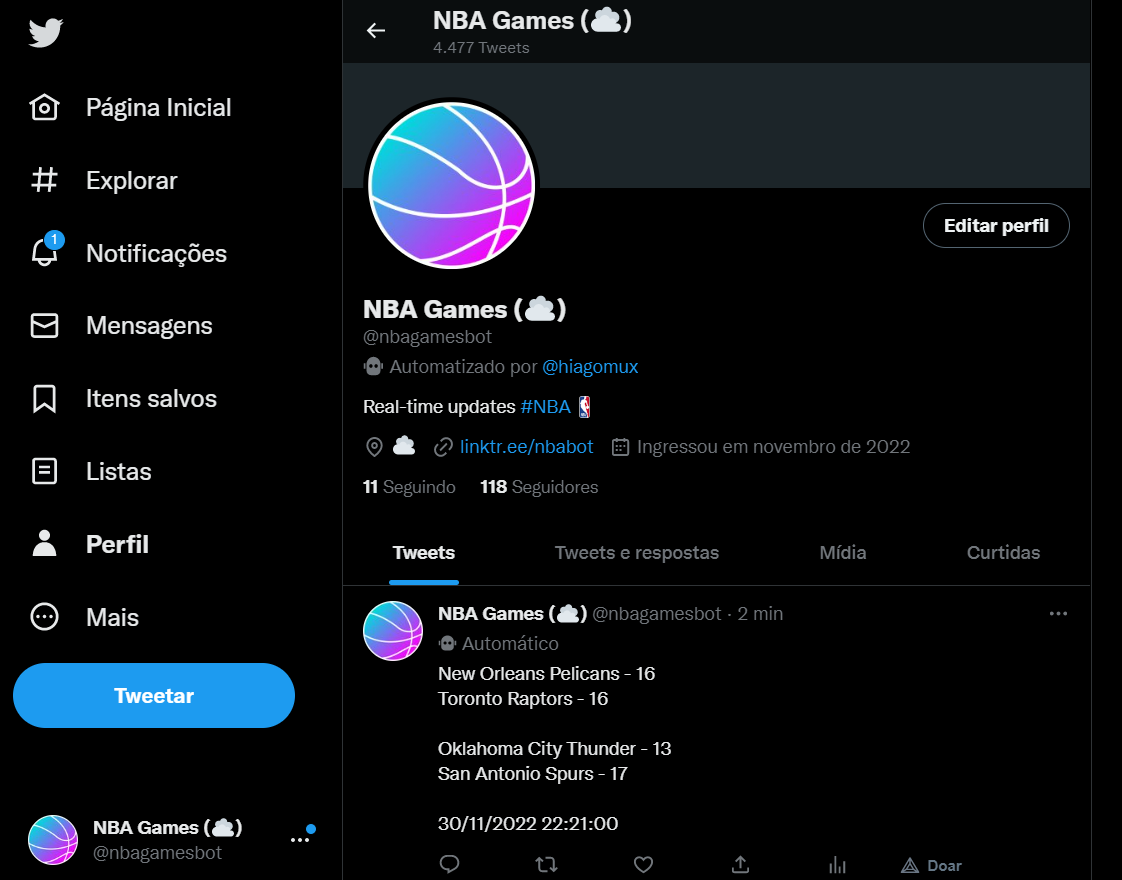 NBA Games (☁️)
4.477 Tweets
Página Inicial
Explorar
1
Notificações
Mensagens
Itens salvos
Listas
Perfil
Mais
Tweetar
NBA Games (☁️)
@nbagamesbot
Editar perfil
NBA Games (☁️)
@nbagamesbot
Automatizado por @hiagomux
Real-time updates #NBA
☁️ linktr.ee/nbabot Ingressou em novembro de 2022
11 Seguindo 118 Seguidores
Tweets Tweets e respostas Mídia Curtidas
NBA Games (☁️) @nbagamesbot · 2 min
Automático
New Orleans Pelicans - 16
Toronto Raptors - 16
Oklahoma City Thunder - 13
San Antonio Spurs - 17
30/11/2022 22:21:00
Doar